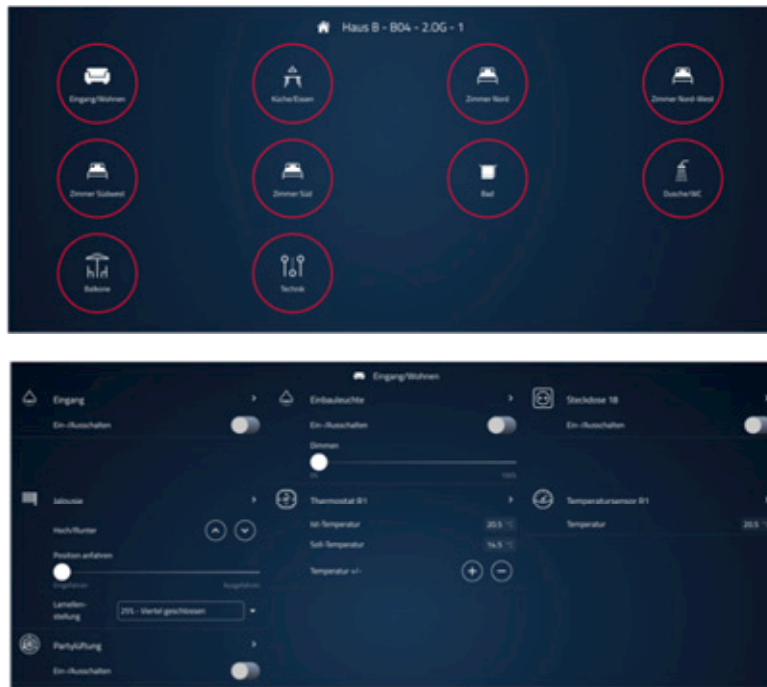 Haus B - B04 - 2.OG - 1
Eingang/Wohnen
Küche/Essen
Zimmer Nord
Zimmer Nord-West
Zimmer Südwest
Zimmer Süd
Bad
Dusche/WC
Balkone
Technik
Eingang/Wohnen
Eingang
Ein-/Ausschalten
Einbauleuchte
Ein-/Ausschalten
Dimmen
0%
100%
Steckdose 18
Ein-/Ausschalten
Jalousie
Hoch/Runter
Position anfahren
Eingefahren
Ausgefahren
Lamellen-
stellung
25% - Viertel geschlossen
Thermostat R1
Ist-Temperatur
20.5 °C
Soll-Temperatur
14.5 °C
Temperatur +/-
Temperatursensor R1
Temperatur
20.5 °C
Partylüftung
Ein-/Ausschalten